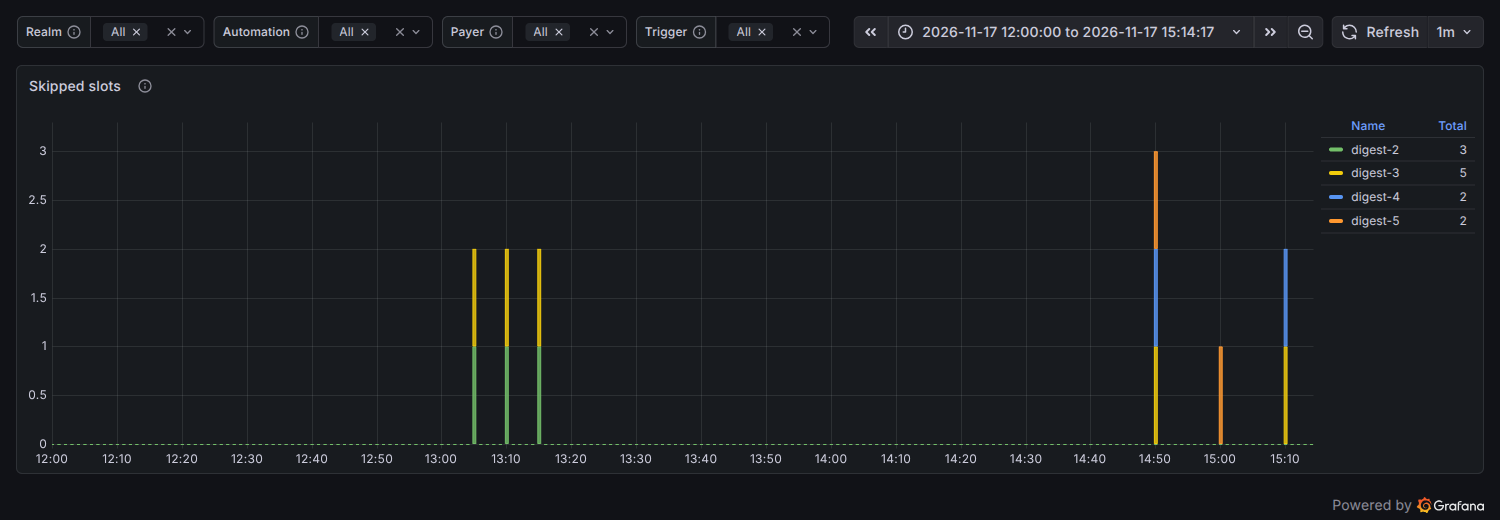 Realm All Automation All Payer All Trigger All 2026-11-17 12:00:00 to 2026-11-17 15:14:17 Refresh 1m
Skipped slots
Name Total
digest-2 3
digest-3 5
digest-4 2
digest-5 2
3
2.5
2
1.5
1
0.5
0
12:00 12:10 12:20 12:30 12:40 12:50 13:00 13:10 13:20 13:30 13:40 13:50 14:00 14:10 14:20 14:30 14:40 14:50 15:00 15:10
Powered by Grafana